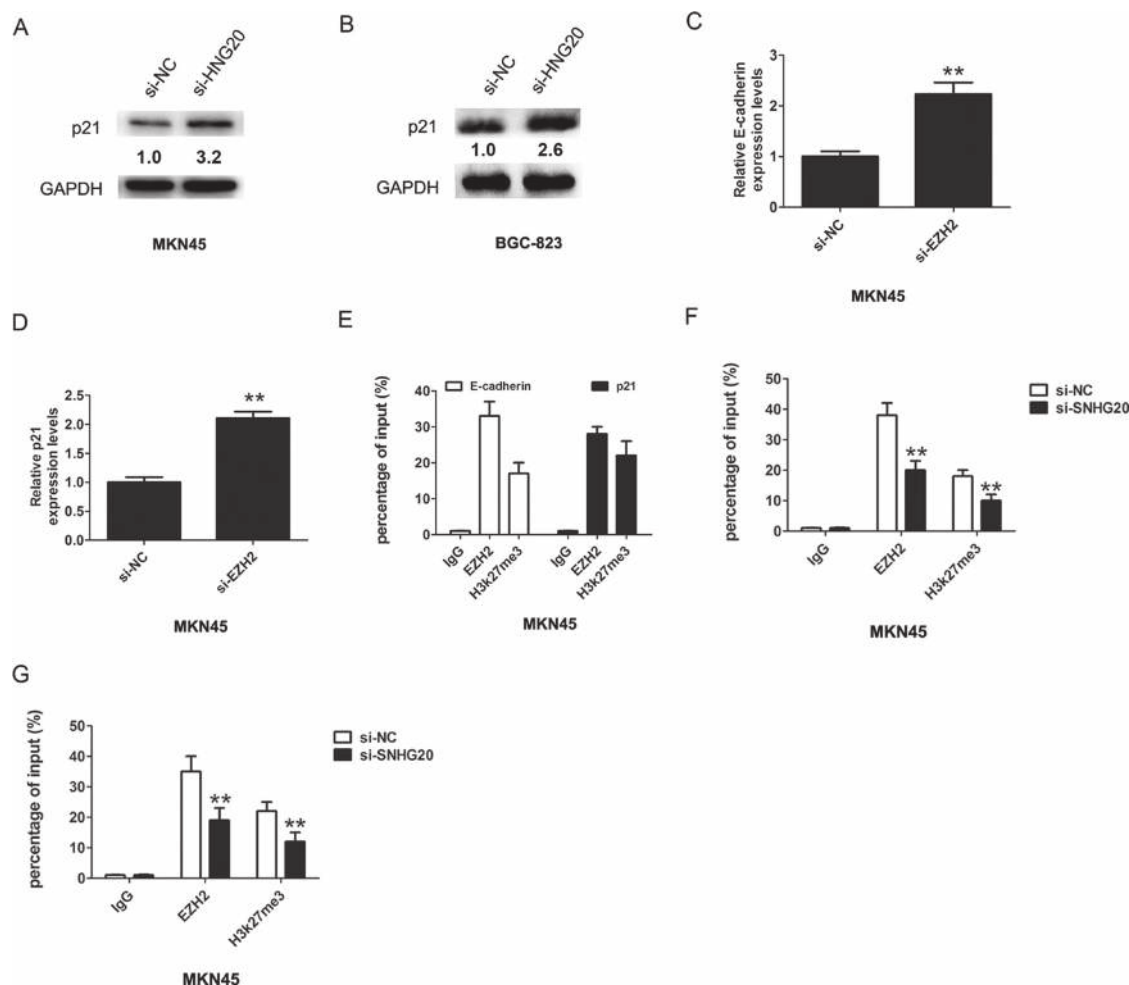 A
si-NC
si-HNG20
p21
1.0 3.2
GAPDH
MKN45
B
si-NC
si-HNG20
p21
1.0 2.6
GAPDH
BGC-823
C
Relative E-cadherin
expression levels
3
2
1
0
**
si-NC
si-EZH2
MKN45
D
Relative p21
expression levels
2.5
2.0
1.5
1.0
0.5
0.0
**
si-NC
si-EZH2
MKN45
E
percentage of input (%)
40
30
20
10
0
E-cadherin
p21
IgG
EZH2
H3k27me3
IgG
EZH2
H3k27me3
MKN45
F
percentage of input (%)
50
40
30
20
10
0
**
**
si-NC
si-SNHG20
IgG
EZH2
H3k27me3
MKN45
G
percentage of input (%)
50
40
30
20
10
0
**
**
si-NC
si-SNHG20
IgG
EZH2
H3k27me3
MKN45